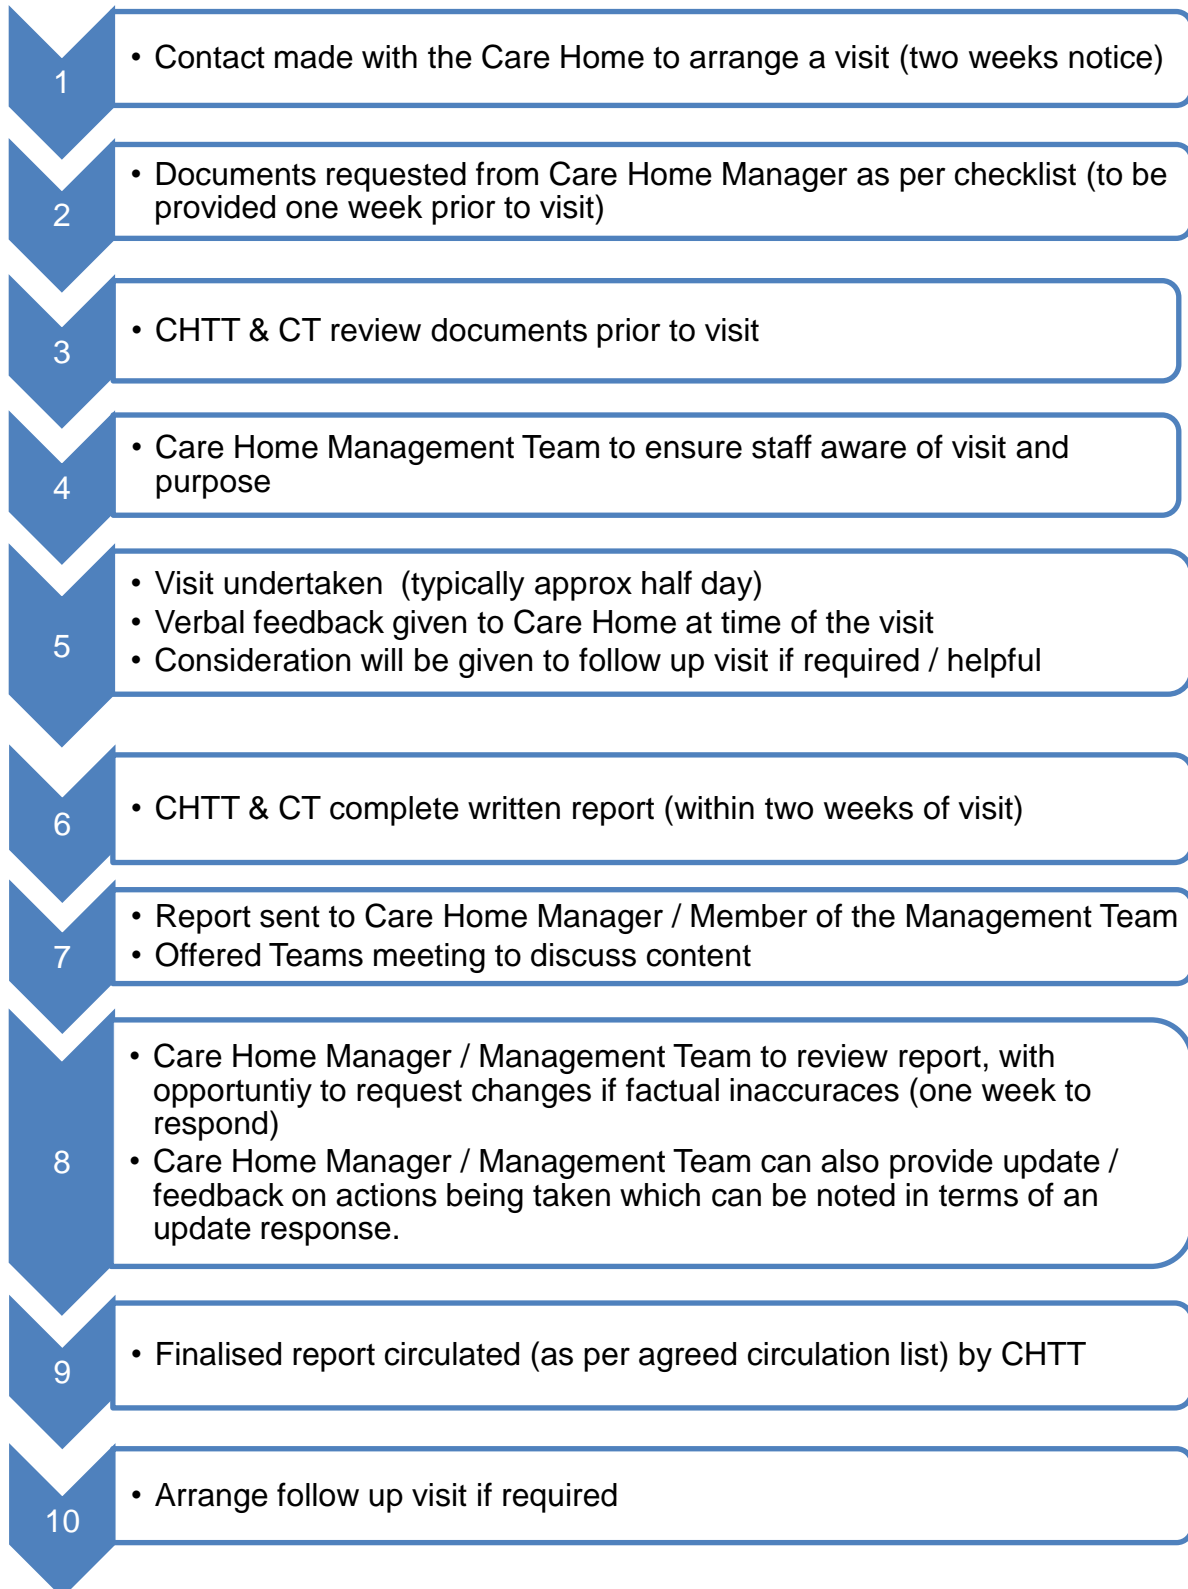 1
• Contact made with the Care Home to arrange a visit (two weeks notice)
2
• Documents requested from Care Home Manager as per checklist (to be
provided one week prior to visit)
3
• CHTT & CT review documents prior to visit
4
• Care Home Management Team to ensure staff aware of visit and
purpose
5
• Visit undertaken  (typically approx half day)
• Verbal feedback given to Care Home at time of the visit
• Consideration will be given to follow up visit if required / helpful
6
• CHTT & CT complete written report (within two weeks of visit)
7
• Report sent to Care Home Manager / Member of the Management Team
• Offered Teams meeting to discuss content
8
• Care Home Manager / Management Team to review report, with
opportuntiy to request changes if factual inaccuraces (one week to
respond)
• Care Home Manager / Management Team can also provide update /
feedback on actions being taken which can be noted in terms of an
update response.
9
• Finalised report circulated (as per agreed circulation list) by CHTT
10
• Arrange follow up visit if required